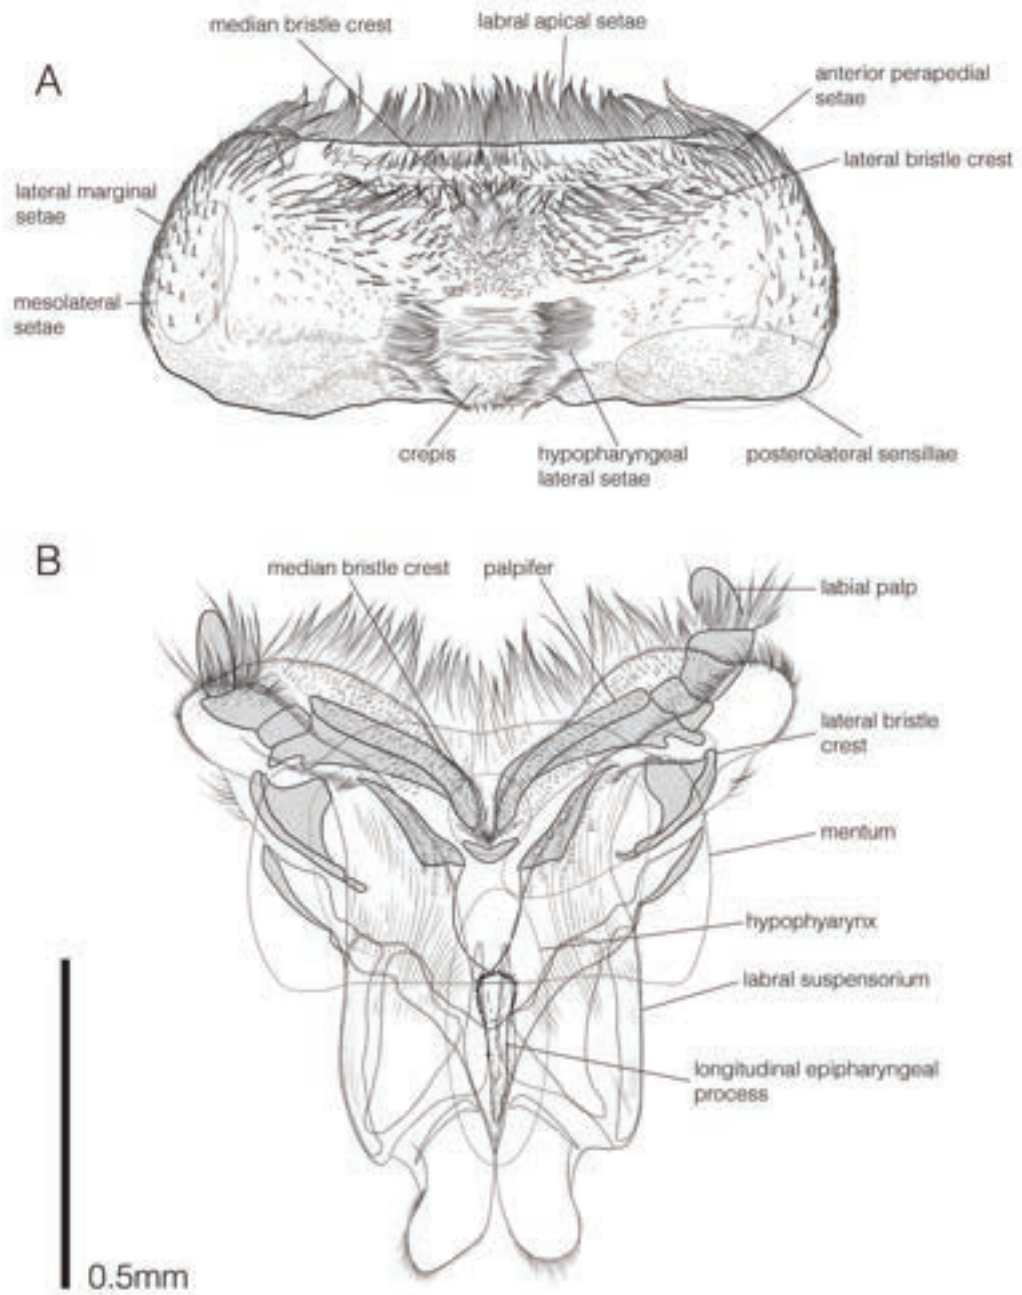 A
median bristle crest
labral apical setae
anterior perapedial
setae
lateral bristle crest
lateral marginal
setae
mesolateral
setae
crepis
hypopharyngeal
lateral setae
posterolateral sensillae
B
median bristle crest
palpifer
labial palp
lateral bristle
crest
mentum
hypophyarynx
labral suspensorium
longitudinal epipharyngeal
process
0.5mm